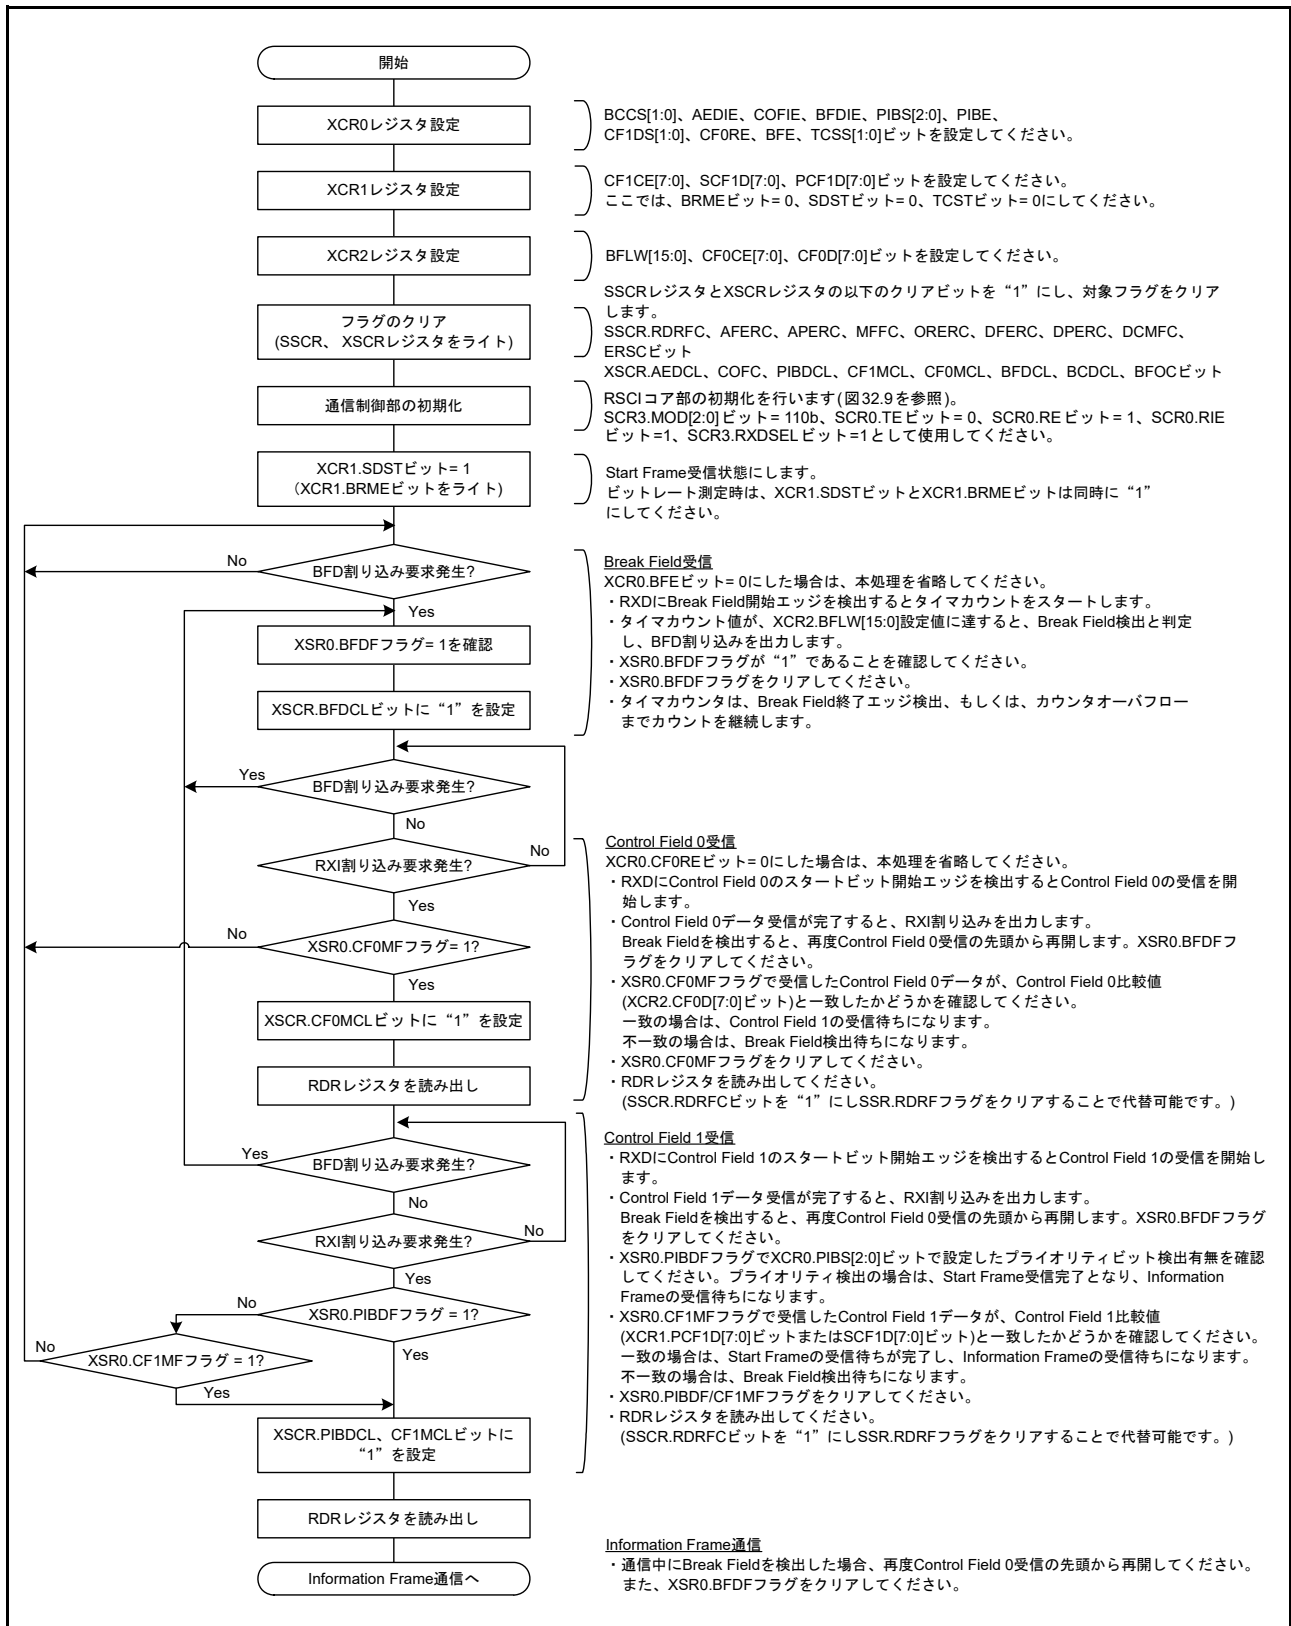 開始
XCR0レジスタ設定
BCCS[1:0]、AEDIE、COFIE、BFDIE、PIBS[2:0]、PIBE、
CF1DS[1:0]、CF0RE、BFE、TCSS[1:0]ビットを設定してください。
XCR1レジスタ設定
CF1CE[7:0]、SCF1D[7:0]、PCF1D[7:0]ビットを設定してください。
ここでは、BRMEビット= 0、SDSTビット= 0、TCSTビット= 0にしてください。
XCR2レジスタ設定
BFLW[15:0]、CF0CE[7:0]、CF0D[7:0]ビットを設定してください。
フラグのクリア
(SSCR、 XSCRレジスタをライト)
SSCRレジスタとXSCRレジスタの以下のクリアビットを“1”にし、対象フラグをクリア
します。
SSCR.RDRFC、AFERC、APERC、MFFC、ORERC、DFERC、DPERC、DCMFC、
ERSCビット
XSCR.AEDCL、COFC、PIBDCL、CF1MCL、CF0MCL、BFDCL、BCDCL、BFOCビット
通信制御部の初期化
RSCIコア部の初期化を行います(図32.9を参照)。
SCR3.MOD[2:0]ビット= 110b、SCR0.TEビット= 0、SCR0.REビット= 1、SCR0.RIE
ビット=1、SCR3.RXDSELビット=1として使用してください。
XCR1.SDSTビット= 1
（XCR1.BRMEビットをライト)
Start Frame受信状態にします。
ビットレート測定時は、XCR1.SDSTビットとXCR1.BRMEビットは同時に“1”
にしてください。
No
BFD割り込み要求発生?
Yes
XSR0.BFDFフラグ= 1を確認
XSCR.BFDCLビットに“1”を設定
Break Field受信
XCR0.BFEビット= 0にした場合は、本処理を省略してください。
・RXDにBreak Field開始エッジを検出するとタイマカウントをスタートします。
・タイマカウント値が、XCR2.BFLW[15:0]設定値に達すると、Break Field検出と判定
し、BFD割り込みを出力します。
・XSR0.BFDFフラグが“1”であることを確認してください。
・XSR0.BFDFフラグをクリアしてください。
・タイマカウンタは、Break Field終了エッジ検出、もしくは、カウンタオーバフロー
までカウントを継続します。
Yes
BFD割り込み要求発生?
No
RXI割り込み要求発生?
No
Yes
No
XSR0.CF0MFフラグ= 1?
Yes
XSCR.CF0MCLビットに“1”を設定
RDRレジスタを読み出し
Control Field 0受信
XCR0.CF0REビット= 0にした場合は、本処理を省略してください。
・RXDにControl Field 0のスタートビット開始エッジを検出するとControl Field 0の受信を開
始します。
・Control Field 0データ受信が完了すると、RXI割り込みを出力します。
Break Fieldを検出すると、再度Control Field 0受信の先頭から再開します。XSR0.BFDFフ
ラグをクリアしてください。
・XSR0.CF0MFフラグで受信したControl Field 0データが、Control Field 0比較値
(XCR2.CF0D[7:0]ビット)と一致したかどうかを確認してください。
一致の場合は、Control Field 1の受信待ちになります。
不一致の場合は、Break Field検出待ちになります。
・XSR0.CF0MFフラグをクリアしてください。
・RDRレジスタを読み出してください。
(SSCR.RDRFCビットを“1”にしSSR.RDRFフラグをクリアすることで代替可能です。)
Yes
BFD割り込み要求発生?
No
RXI割り込み要求発生?
No
Yes
No
XSR0.PIBDFフラグ = 1?
Yes
No
XSR0.CF1MFフラグ = 1?
Yes
XSCR.PIBDCL、CF1MCLビットに
“1”を設定
Control Field 1受信
・RXDにControl Field 1のスタートビット開始エッジを検出するとControl Field 1の受信を開始し
ます。
・Control Field 1データ受信が完了すると、RXI割り込みを出力します。
Break Fieldを検出すると、再度Control Field 0受信の先頭から再開します。XSR0.BFDFフラグ
をクリアしてください。
・XSR0.PIBDFフラグでXCR0.PIBS[2:0]ビットで設定したプライオリティビット検出有無を確認
してください。プライオリティ検出の場合は、Start Frame受信完了となり、Information
Frameの受信待ちになります。
・XSR0.CF1MFフラグで受信したControl Field 1データが、Control Field 1比較値
(XCR1.PCF1D[7:0]ビットまたはSCF1D[7:0]ビット)と一致したかどうかを確認してください。
一致の場合は、Start Frameの受信待ちが完了し、Information Frameの受信待ちになります。
不一致の場合は、Break Field検出待ちになります。
・XSR0.PIBDF/CF1MFフラグをクリアしてください。
・RDRレジスタを読み出してください。
(SSCR.RDRFCビットを“1”にしSSR.RDRFフラグをクリアすることで代替可能です。)
RDRレジスタを読み出し
Information Frame通信へ
Information Frame通信
・通信中にBreak Fieldを検出した場合、再度Control Field 0受信の先頭から再開してください。
また、XSR0.BFDFフラグをクリアしてください。